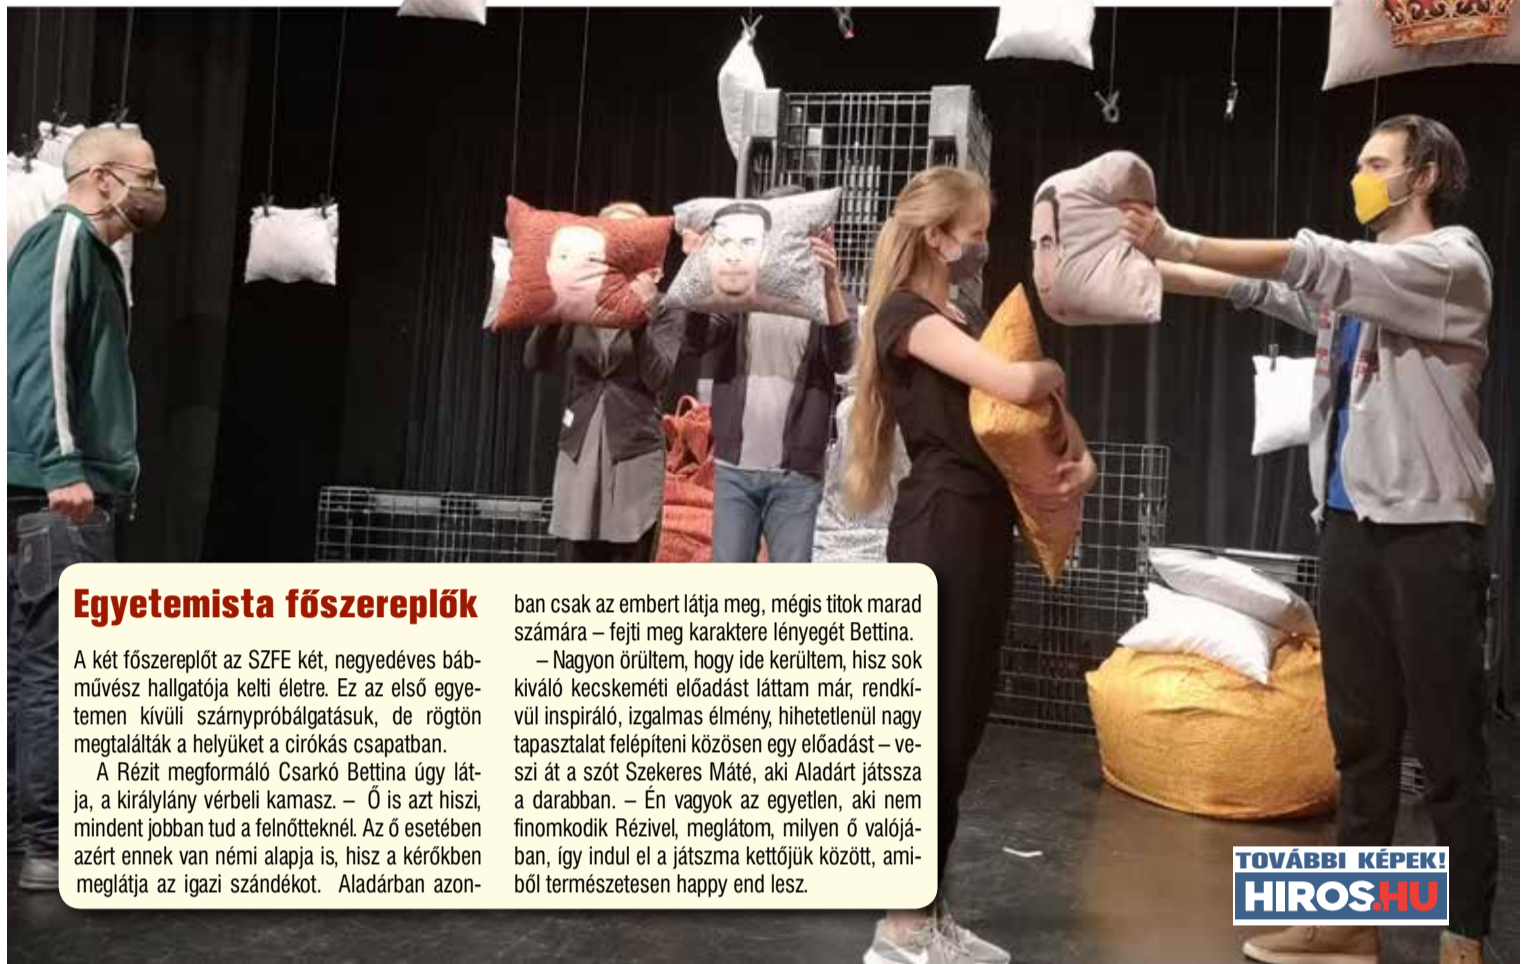 Egyetemista főszereplők
A két főszereplőt az SZFE két, negyedéves báb-
művész hallgatója kelti életre. Ez az első egye-
temen kívüli szárnypróbálgatásuk, de rögtön
megtalálták a helyüket a cirókás csapatban.
A Rézit megformáló Csarkó Bettina úgy lát-
ja, a királylány vérbeli kamasz. – Ő is azt hiszi,
mindent jobban tud a felnőtteknél. Az ő esetében
azért ennek van némi alapja is, hisz a kérőkben
meglátja az igazi szándékot. Aladárban azon-
ban csak az embert látja meg, mégis titok marad
számára – fejti meg karaktere lényegét Bettina.
– Nagyon örültem, hogy ide kerültem, hisz sok
kiváló kecskeméti előadást láttam már, rendkí-
vül inspiráló, izgalmas élmény, hihetetlenül nagy
tapasztalat felépíteni közösen egy előadást – ve-
szi át a szót Szekeres Máté, aki Aladárt játssza
a darabban. – Én vagyok az egyetlen, aki nem
finomkodik Rézivel, meglátom, milyen ő valójá-
ban, így indul el a játszma kettőjük között, ami-
ből természetesen happy end lesz.
TOVÁBBI KÉPEK!
HIROS.HU